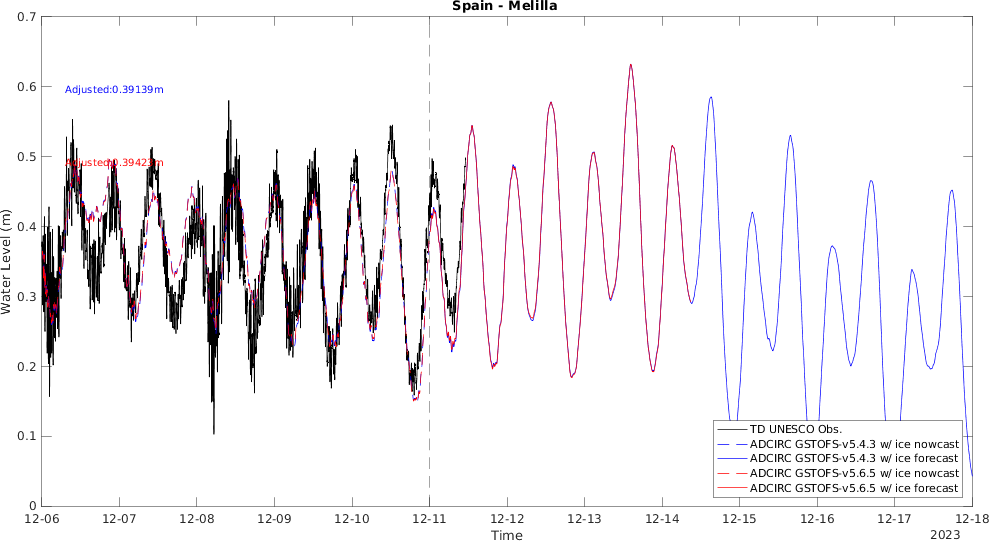 Spain - Melilla
0.7
0.6
0.5
0.4
0.3
0.2
0.1
0
Water Level (m)
Adjusted:0.39139m
Adjusted:0.39423m
TD UNESCO Obs.
ADCIRC GSTOFS-v5.4.3 w/ ice nowcast
ADCIRC GSTOFS-v5.4.3 w/ ice forecast
ADCIRC GSTOFS-v5.6.5 w/ ice nowcast
ADCIRC GSTOFS-v5.6.5 w/ ice forecast
12-06 12-07 12-08 12-09 12-10 12-11 12-12 12-13 12-14 12-15 12-16 12-17 12-18
Time
2023